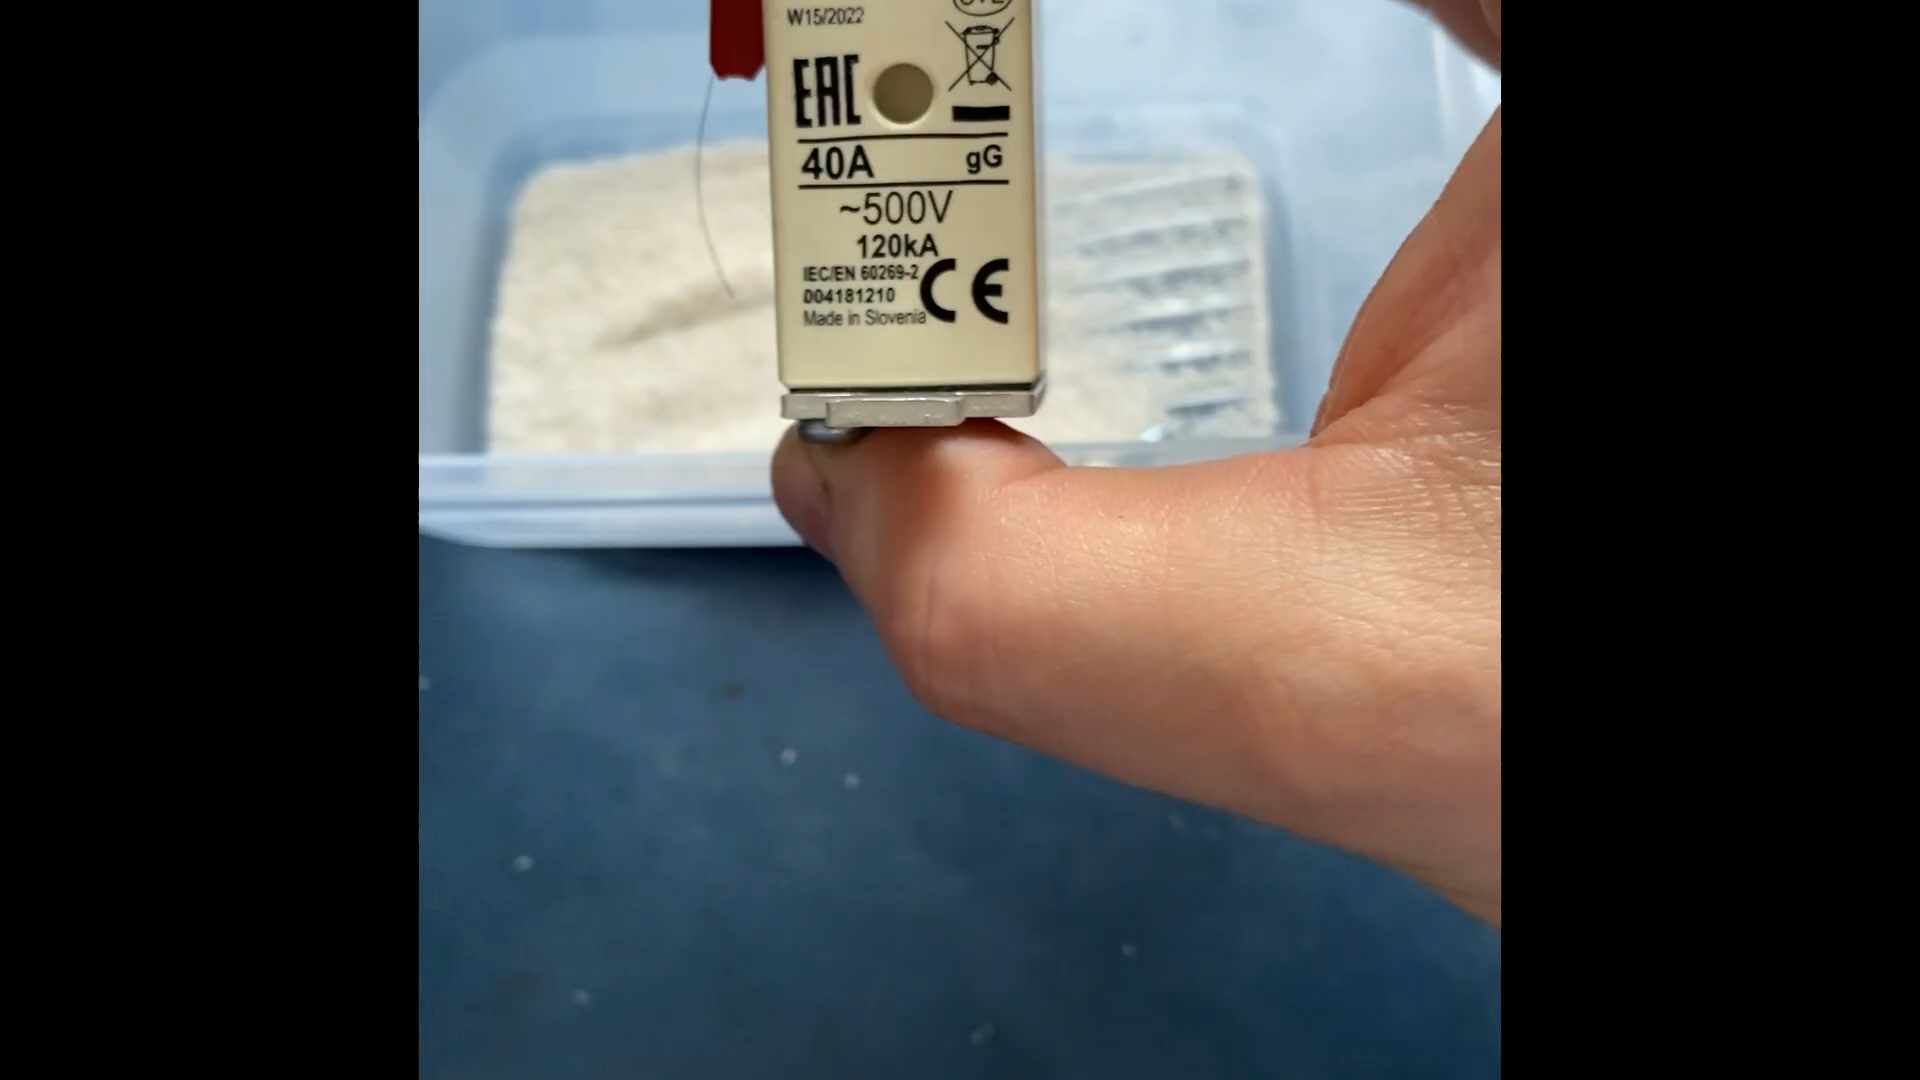 W15/2022
EAC
40A gG
~500V
120kA
IEC/EN 60269-2
004181210
Made in Slovenia CE